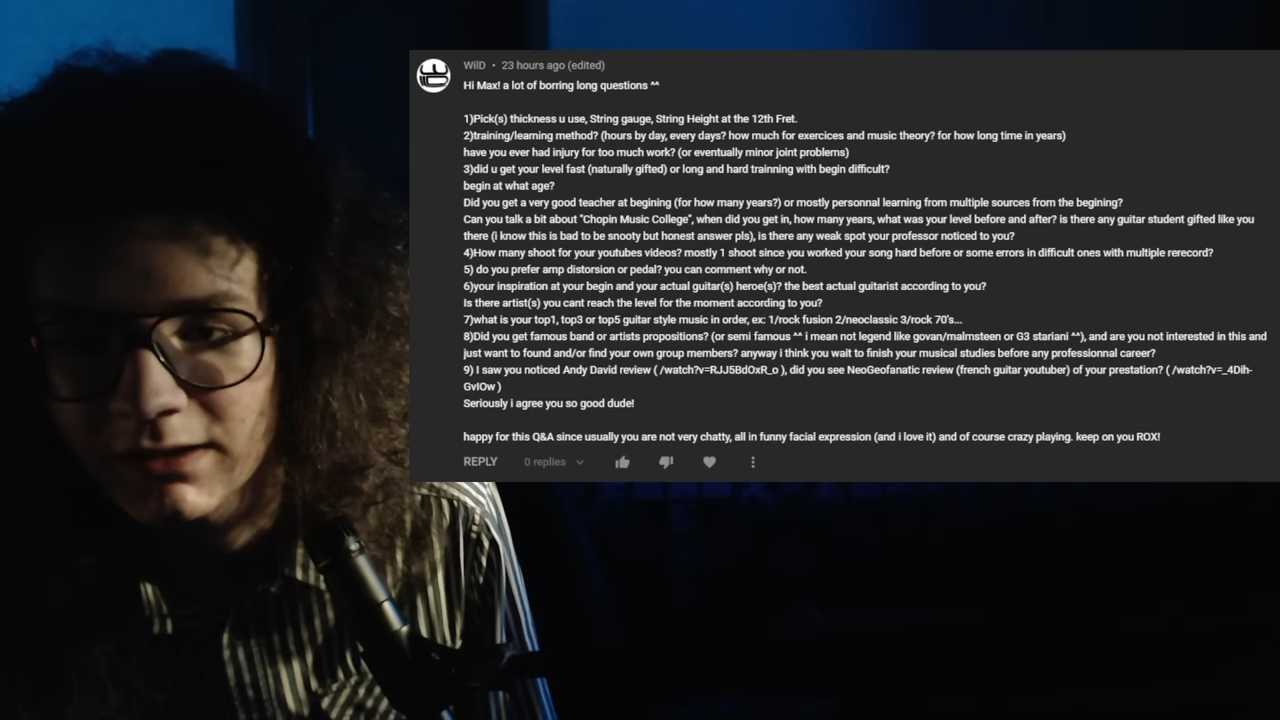 WilD • 23 hours ago (edited)
Hi Max! a lot of borring long questions ^^
1)Pick(s) thickness u use, String gauge, String Height at the 12th Fret.
2)training/learning method? (hours by day, every days? how much for exercices and music theory? for how long time in years)
have you ever had injury for too much work? (or eventually minor joint problems)
3)did u get your level fast (naturally gifted) or long and hard trainning with begin difficult?
begin at what age?
Did you get a very good teacher at begining (for how many years?) or mostly personnal learning from multiple sources from the begining?
Can you talk a bit about "Chopin Music College", when did you get in, how many years, what was your level before and after? is there any guitar student gifted like you
there (i know this is bad to be snooty but honest answer pls), is there any weak spot your professor noticed to you?
4)How many shoot for your youtubes videos? mostly 1 shoot since you worked your song hard before or some errors in difficult ones with multiple rerecord?
5) do you prefer amp distorsion or pedal? you can comment why or not.
6)your inspiration at your begin and your actual guitar(s) heroe(s)? the best actual guitarist according to you?
Is there artist(s) you cant reach the level for the moment according to you?
7)what is your top1, top3 or top5 guitar style music in order, ex: 1/rock fusion 2/neoclassic 3/rock 70's...
8)Did you get famous band or artists propositions? (or semi famous ^^ i mean not legend like govan/malmsteen or G3 stariani ^^), and are you not interested in this and
just want to found and/or find your own group members? anyway i think you wait to finish your musical studies before any professionnal career?
9) I saw you noticed Andy David review ( /watch?v=RJJ5BdOxR_o ), did you see NeoGeofanatic review (french guitar youtuber) of your prestation? ( /watch?v=_4Dih-
GvIOw )
Seriously i agree you so good dude!
happy for this Q&A since usually you are not very chatty, all in funny facial expression (and i love it) and of course crazy playing. keep on you ROX!
REPLY 0 replies